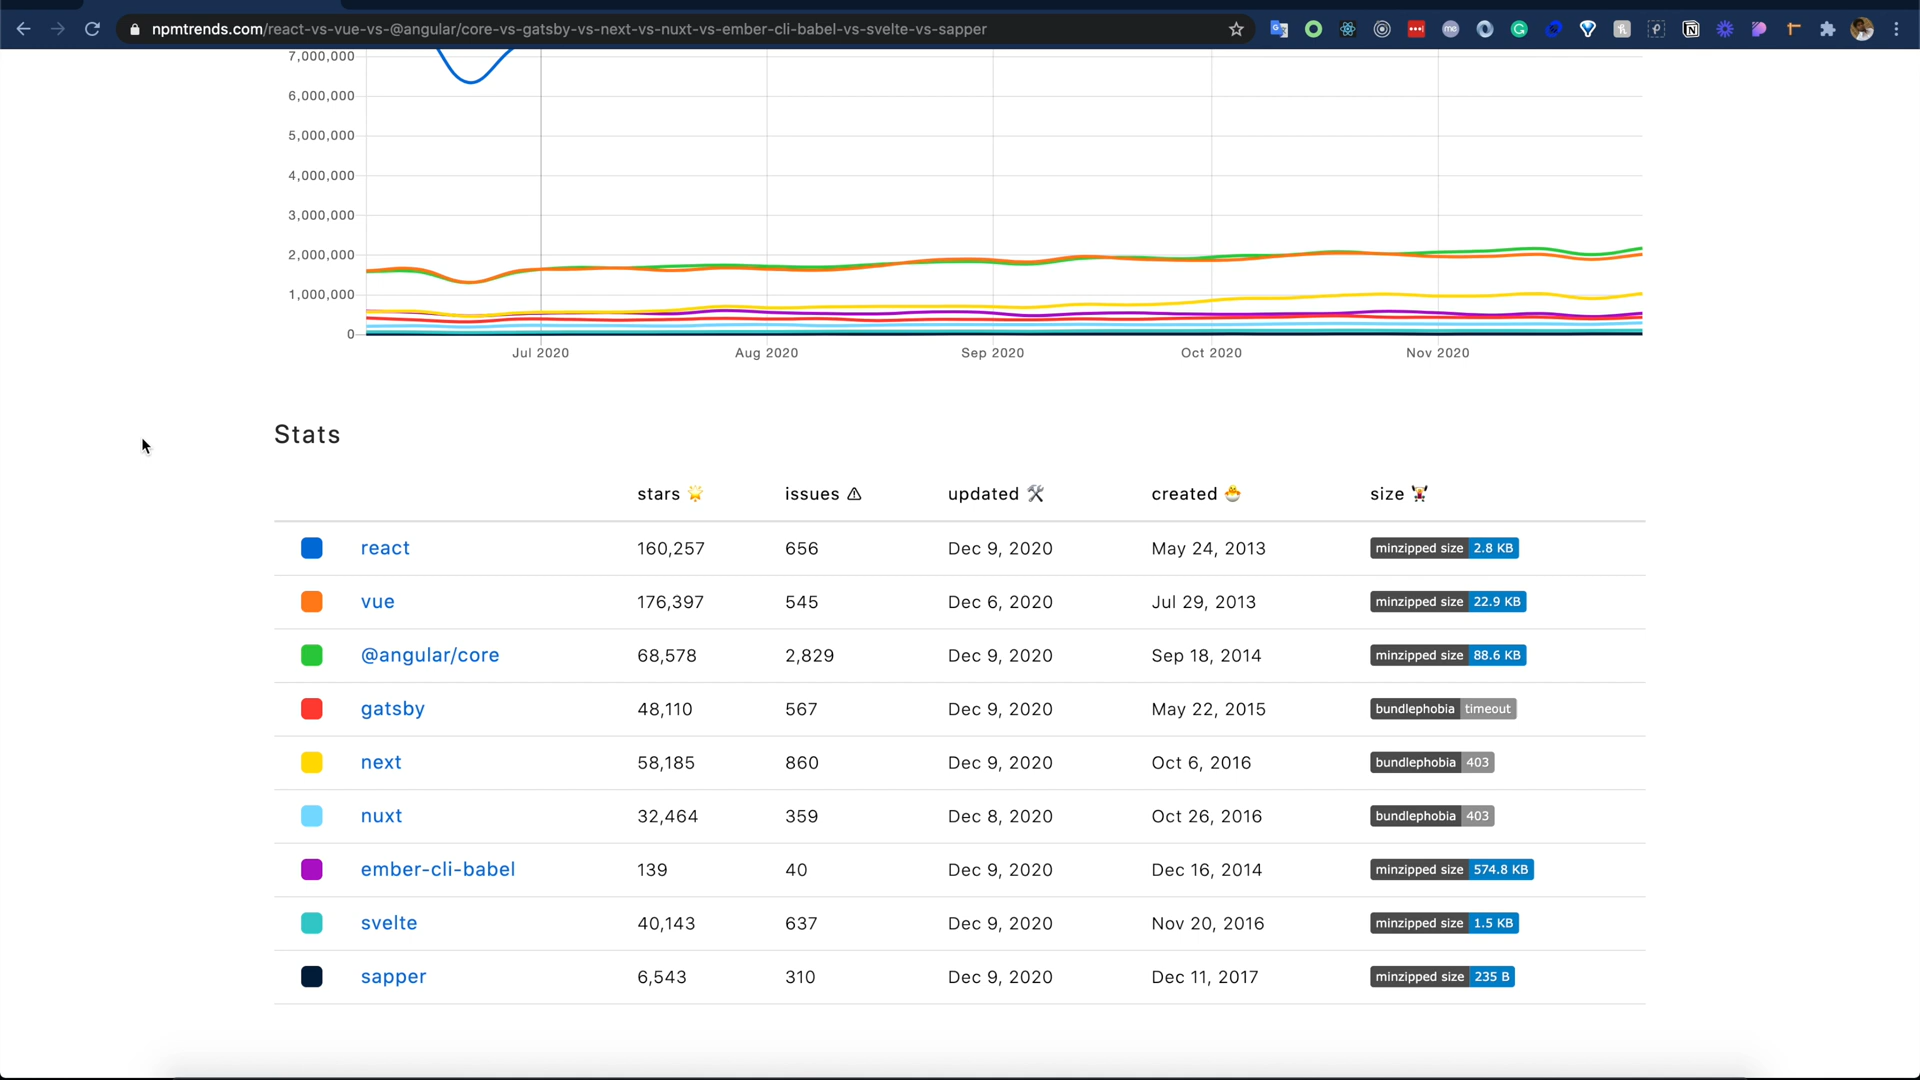 npmtrends.com/react-vs-vue-vs-@angular/core-vs-gatsby-vs-next-vs-nuxt-vs-ember-cli-babel-vs-svelte-vs-sapper
7,000,000
6,000,000
5,000,000
4,000,000
3,000,000
2,000,000
1,000,000
0
Jul 2020 Aug 2020 Sep 2020 Oct 2020 Nov 2020
Stats
stars issues updated created size
react 160,257 656 Dec 9, 2020 May 24, 2013 minzipped size 2.8 KB
vue 176,397 545 Dec 6, 2020 Jul 29, 2013 minzipped size 22.9 KB
@angular/core 68,578 2,829 Dec 9, 2020 Sep 18, 2014 minzipped size 88.6 KB
gatsby 48,110 567 Dec 9, 2020 May 22, 2015 bundlephobia timeout
next 58,185 860 Dec 9, 2020 Oct 6, 2016 bundlephobia 403
nuxt 32,464 359 Dec 8, 2020 Oct 26, 2016 bundlephobia 403
ember-cli-babel 139 40 Dec 9, 2020 Dec 16, 2014 minzipped size 574.8 KB
svelte 40,143 637 Dec 9, 2020 Nov 20, 2016 minzipped size 1.5 KB
sapper 6,543 310 Dec 9, 2020 Dec 11, 2017 minzipped size 235 B